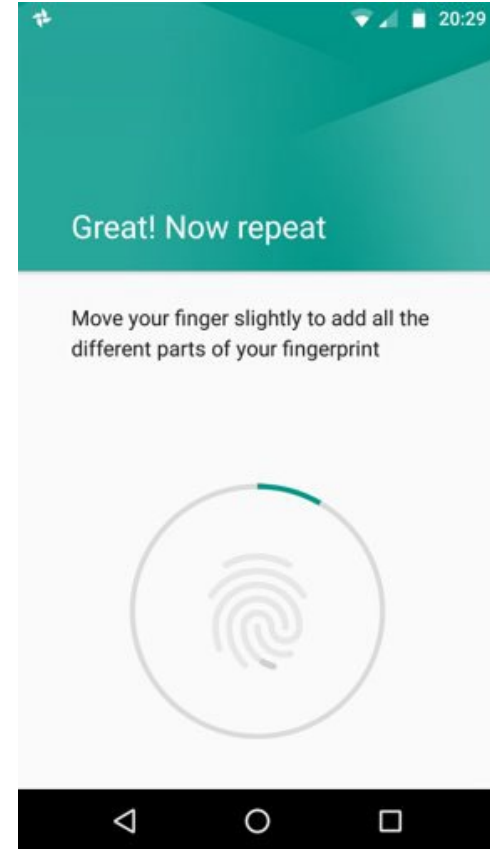 20:29
Great! Now repeat
Move your finger slightly to add all the
different parts of your fingerprint